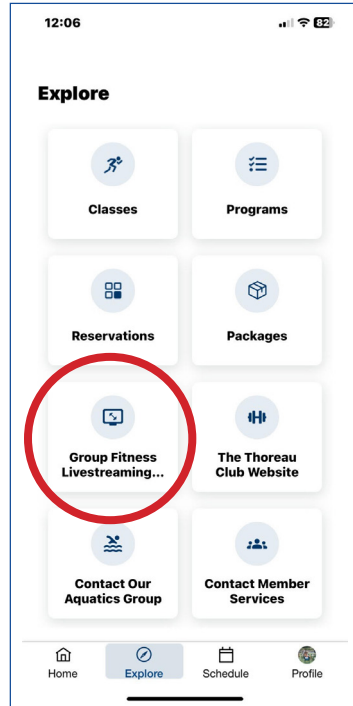 12:06
82
Explore
Classes
Programs
Reservations
Packages
Group Fitness
Livestreaming...
The Thoreau
Club Website
Contact Our
Aquatics Group
Contact Member
Services
Home
Explore
Schedule
Profile